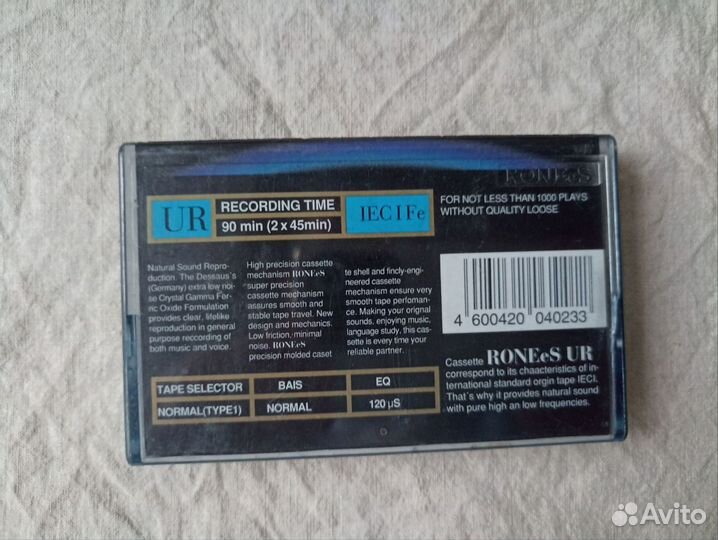 RONEeS
UR
RECORDING TIME
90 min (2 x 45min)
IEC I Fe
FOR NOT LESS THAN 1000 PLAYS
WITHOUT QUALITY LOOSE
Natural Sound Repro-
duction. The Dessaus's
(Germany) extra low noi-
se Crystal Gamma Fer-
ric Oxide Formulation
provides clear, lifelike
reproduction in general
purpose reccording of
both music and voice.
High precision cassette
mechanism RONEeS
super precision
cassette mechanism
assures smooth and
stable tape travel. New
design and mechanics.
Low friction, minimal
noise. RONEeS
precision molded caset
te shell and fincly-engi-
neered cassette
mechanism ensure very
smooth tape perfoman-
ce. Making your orignal
sounds, enjoying music,
language study, this cas-
sette is every time your
reliable partner.
4 600420 040233
Cassette RONEeS UR
correspond to its chaacteristics of in-
ternational standard orgin tape IECI.
That's why it provides natural sound
with pure high an low frequencies.
TAPE SELECTOR BAIS EQ
NORMAL(TYPE1) NORMAL 120 µS
Avito